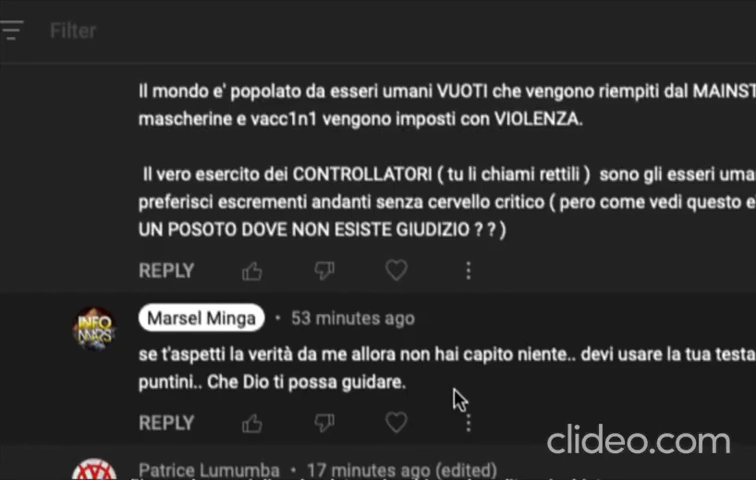 Filter
Il mondo e' popolato da esseri umani VUOTI che vengono riempiti dal MAINST
mascherine e vacc1n1 vengono imposti con VIOLENZA.
Il vero esercito dei CONTROLLATORI ( tu li chiami rettili ) sono gli esseri uma
preferisci escrementi andanti senza cervello critico ( pero come vedi questo e
UN POSOTO DOVE NON ESISTE GIUDIZIO ? ? )
REPLY
Marsel Minga • 53 minutes ago
se t'aspetti la verità da me allora non hai capito niente.. devi usare la tua testa
puntini.. Che Dio ti possa guidare.
REPLY
clideo.com
Patrice Lumumba • 17 minutes ago (edited)